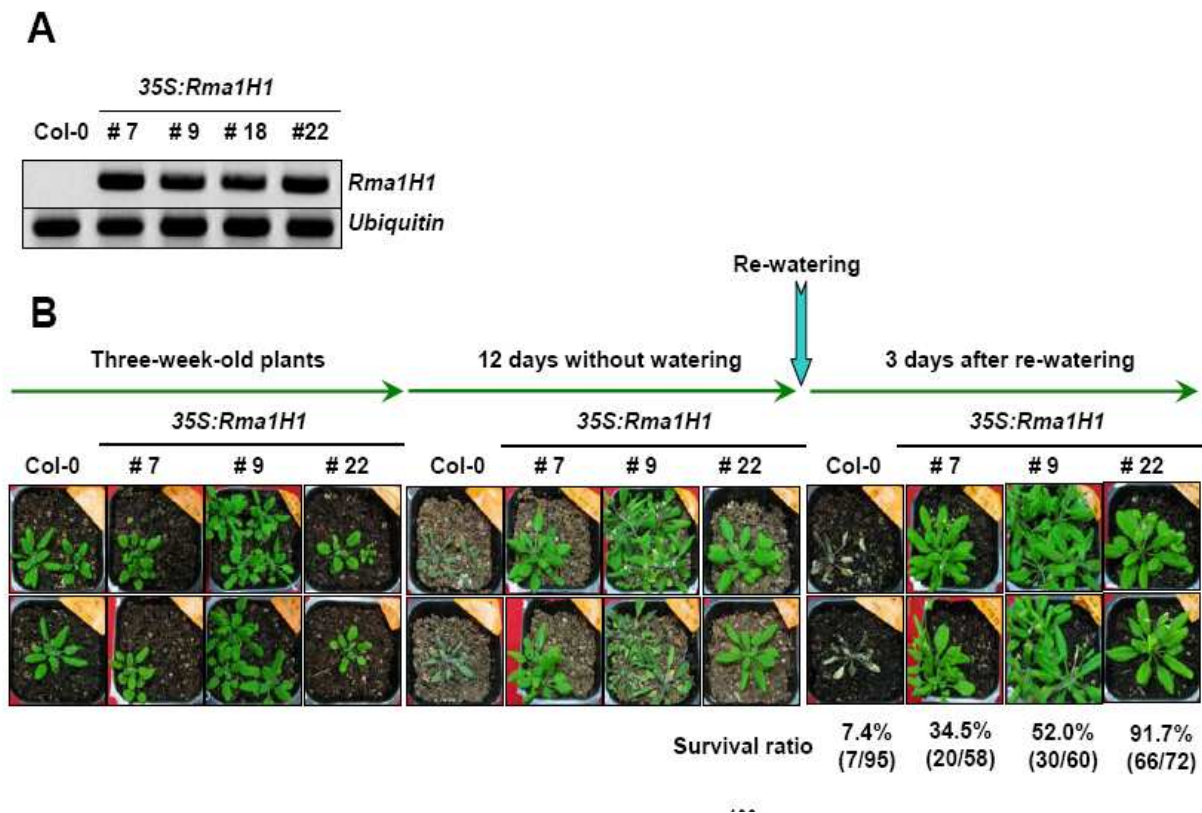 A
35S:Rma1H1
Col-0 # 7 # 9 # 18 #22
Rma1H1
Ubiquitin
Re-watering
B
Three-week-old plants 12 days without watering 3 days after re-watering
35S:Rma1H1 35S:Rma1H1 35S:Rma1H1
Col-0 # 7 # 9 # 22 Col-0 # 7 # 9 # 22 Col-0 # 7 # 9 # 22
Survival ratio 7.4% 34.5% 52.0% 91.7%
(7/95) (20/58) (30/60) (66/72)